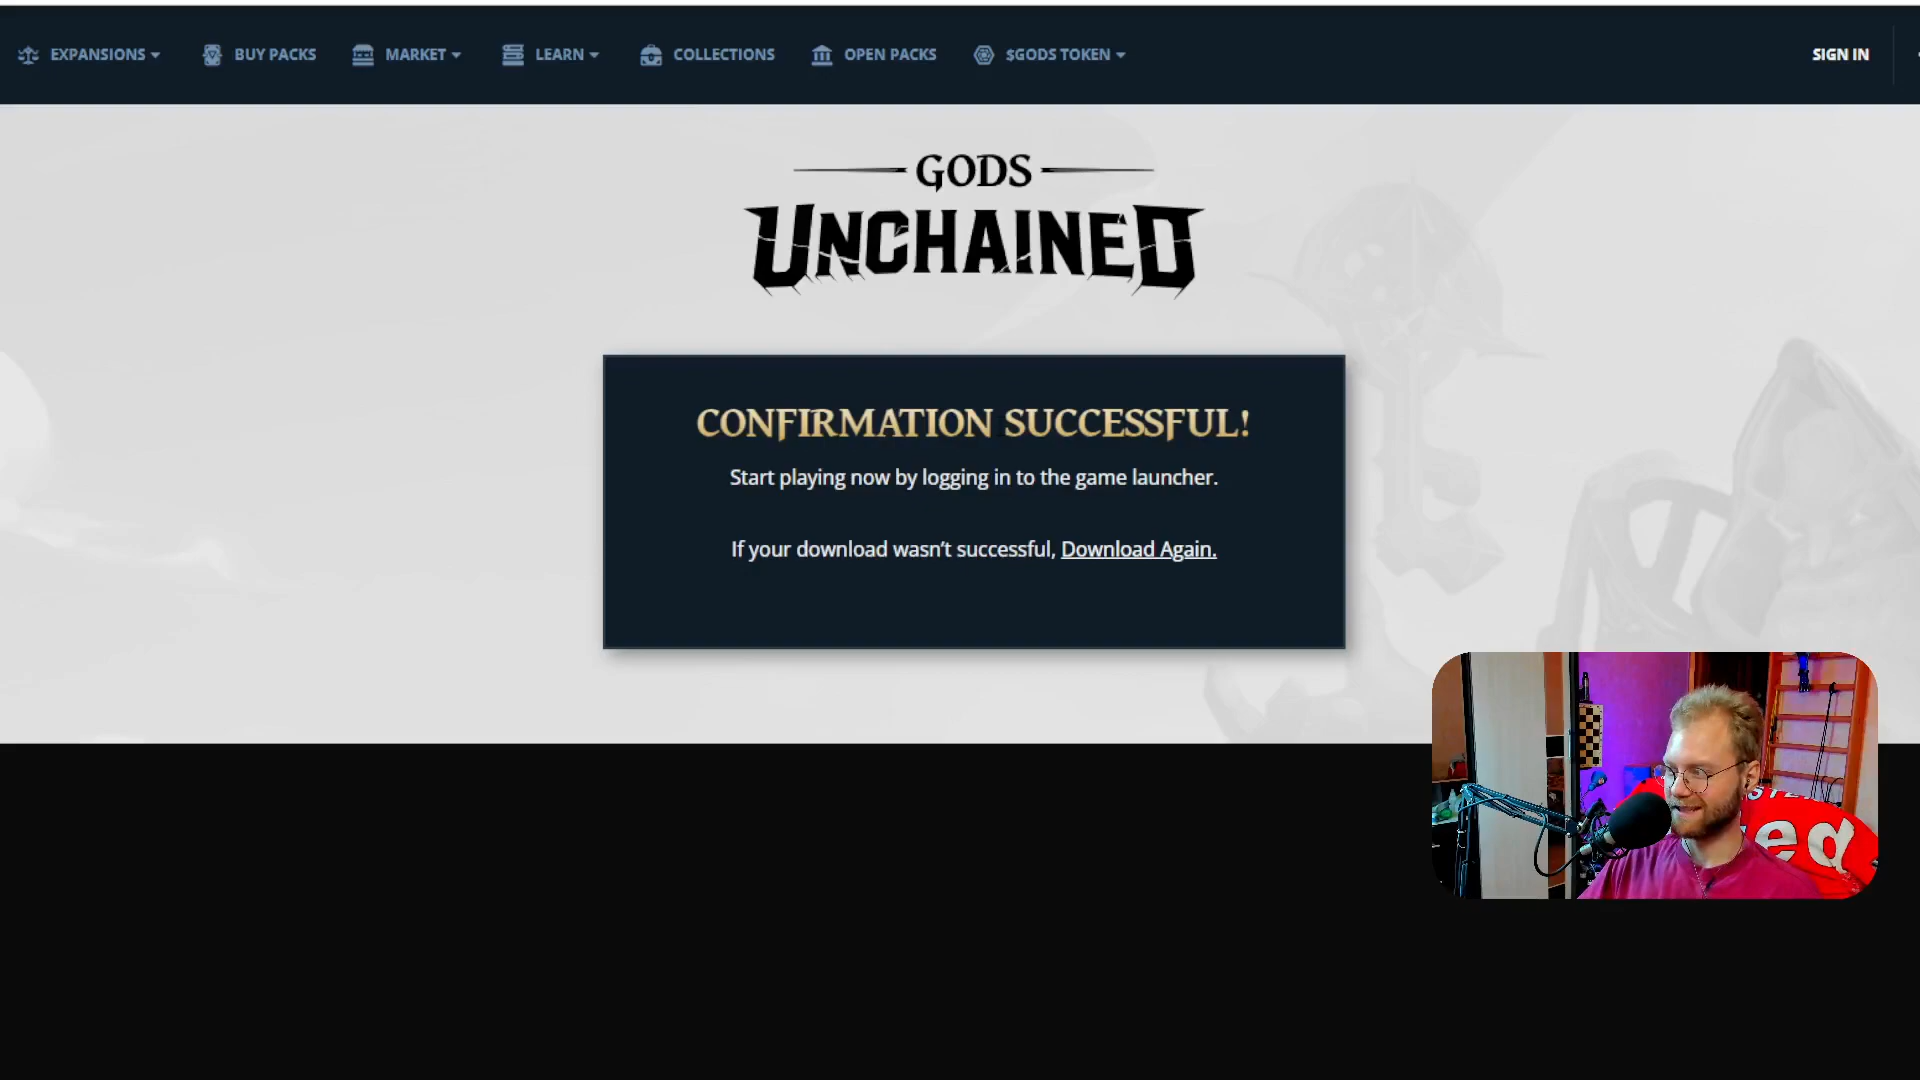 EXPANSIONS BUY PACKS MARKET LEARN COLLECTIONS OPEN PACKS $GODS TOKEN SIGN IN
GODS
UNCHAINED
CONFIRMATION SUCCESSFUL!
Start playing now by logging in to the game launcher.
If your download wasn't successful, Download Again.